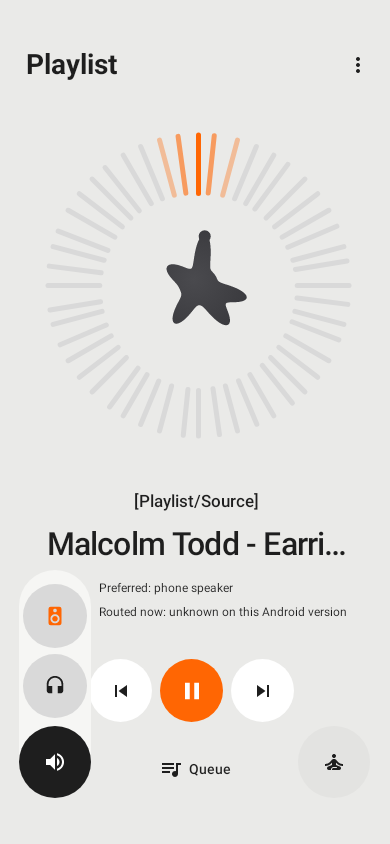 Playlist
[Playlist/Source]
Malcolm Todd - Earri...
Preferred: phone speaker
Routed now: unknown on this Android version
Queue